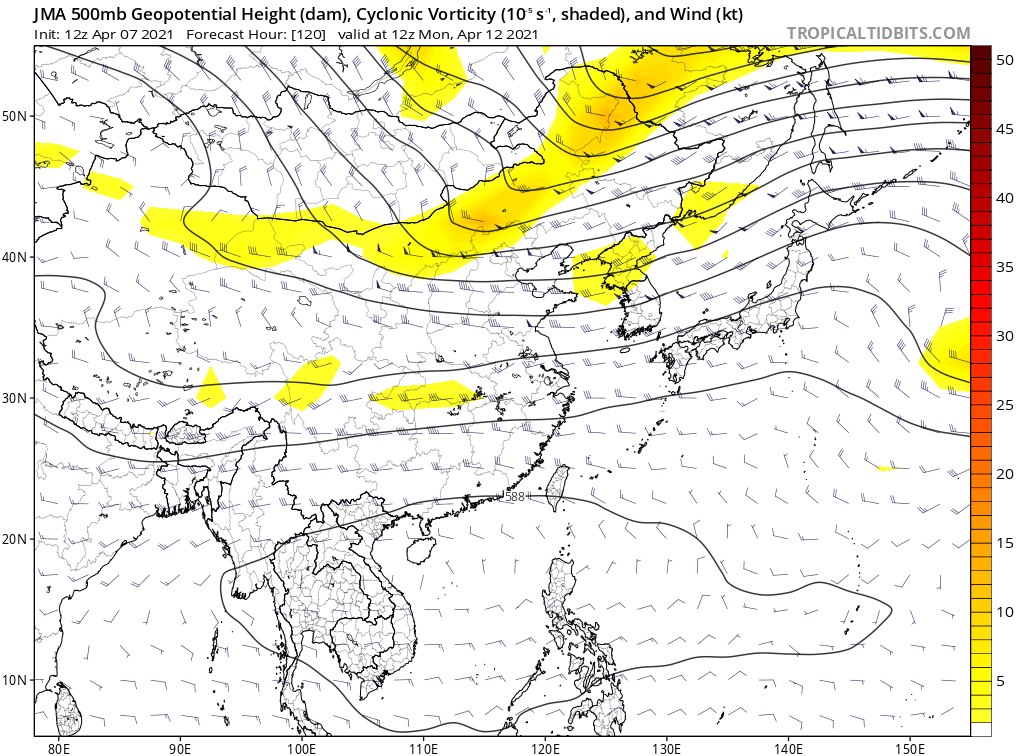 JMA 500mb Geopotential Height (dam), Cyclonic Vorticity (10⁻⁵ s⁻¹, shaded), and Wind (kt)
Init: 12z Apr 07 2021 Forecast Hour: [120] valid at 12z Mon, Apr 12 2021
TROPICALTIDBITS.COM
50N
40N
30N
20N
10N
588
80E 90E 100E 110E 120E 130E 140E 150E
50
45
40
35
30
25
20
15
10
5